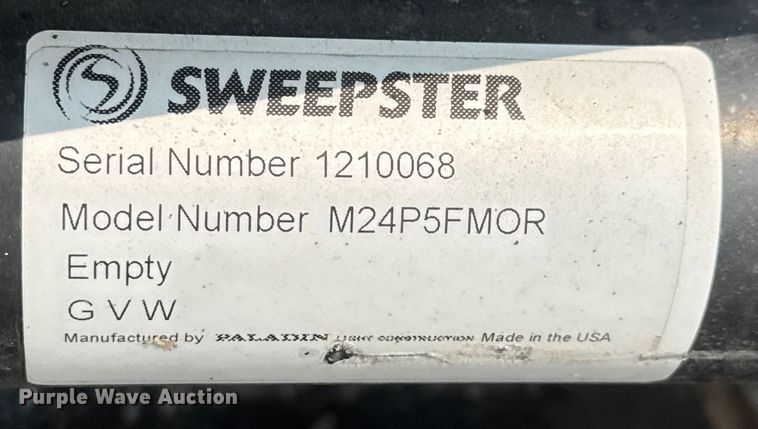 SWEEPSTER
Serial Number 1210068
Model Number M24P5FMOR
Empty
G V W
Manufactured by PALADIN LIGHT CONSTRUCTION Made in the USA
Purple Wave Auction